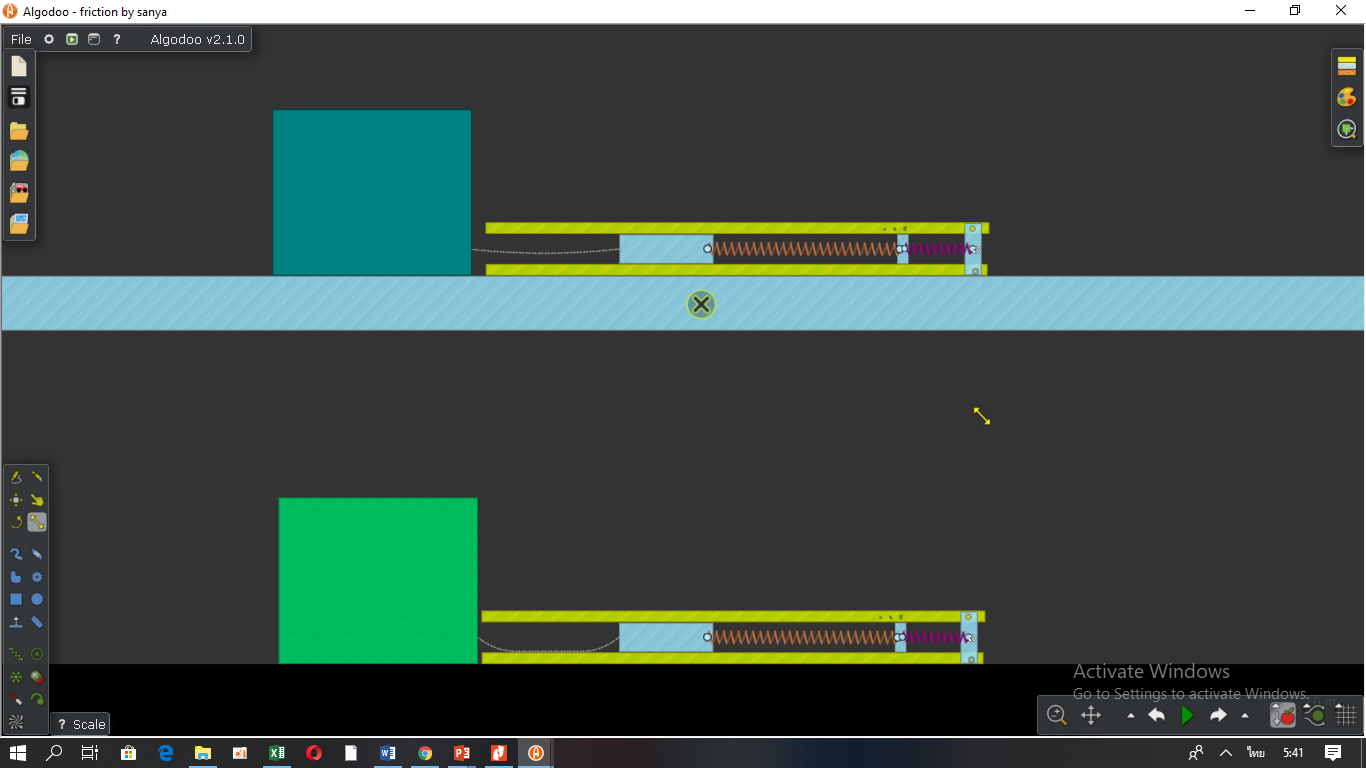 Algodoo - friction by sanya
File ? Algodoo v2.1.0
Activate Windows
Go to Settings to activate Windows.
? Scale
ไทย 5:41